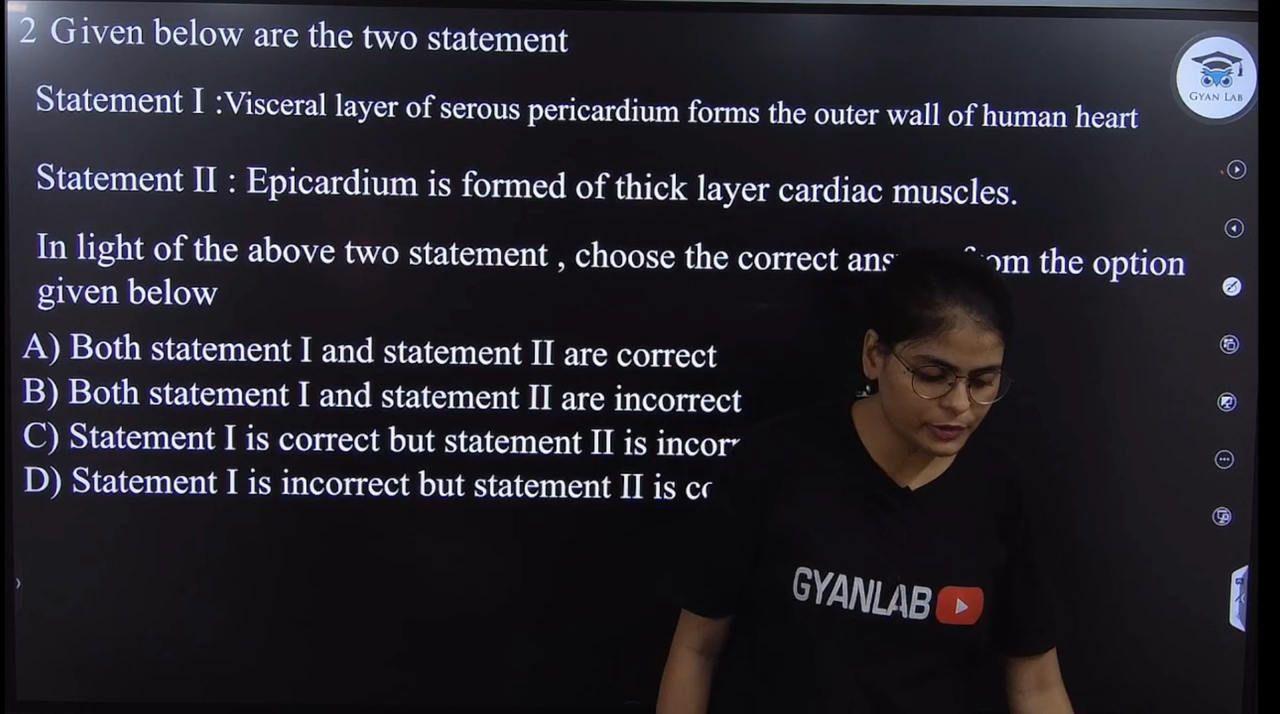 2 Given below are the two statement
GYAN LAB
Statement I :Visceral layer of serous pericardium forms the outer wall of human heart
Statement II : Epicardium is formed of thick layer cardiac muscles.
In light of the above two statement , choose the correct from the option
given below
A) Both statement I and statement II are correct
B) Both statement I and statement II are incorrect
C) Statement I is correct but statement II is
D) Statement I is incorrect but statement II is
GYANLAB